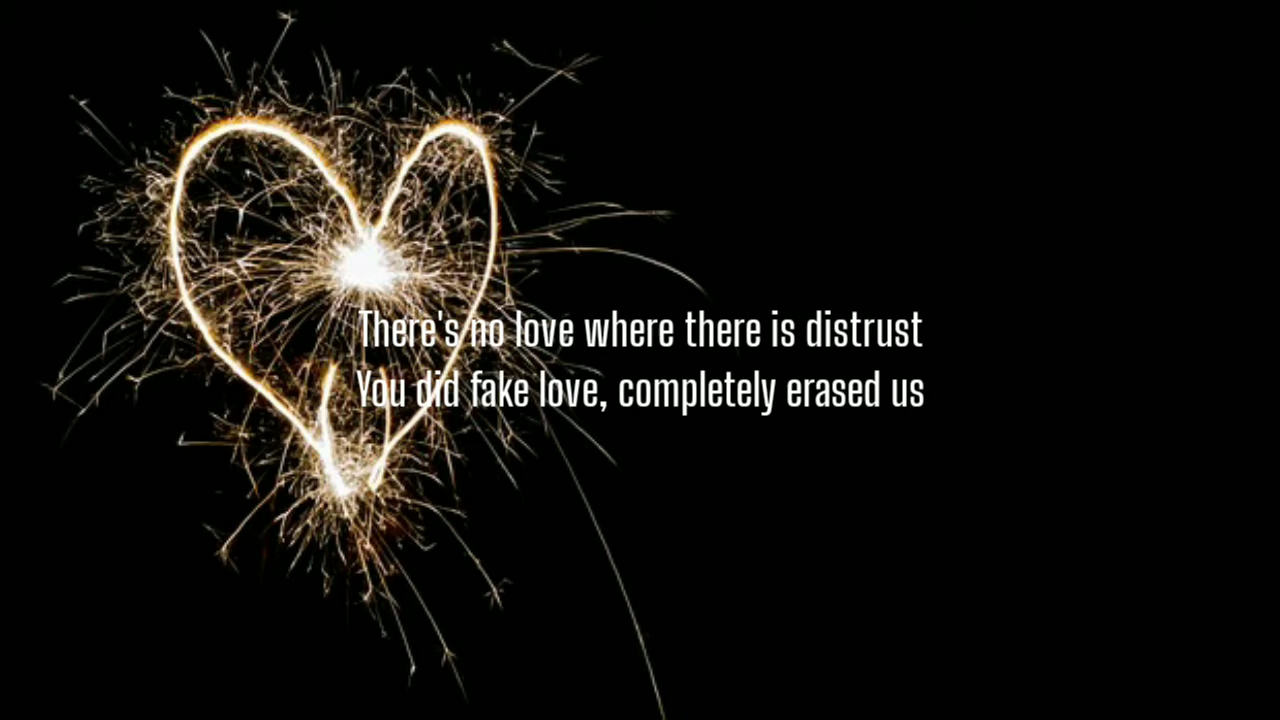 There's no love where there is distrust
You did fake love, completely erased us